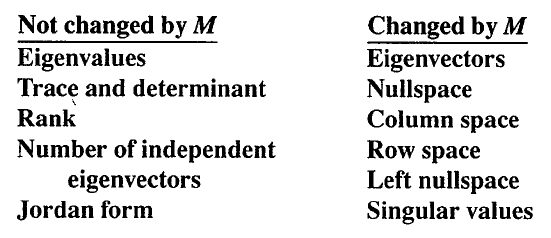 Not changed by M
Changed by M
Eigenvalues
Eigenvectors
Trace and determinant
Nullspace
Rank
Column space
Number of independent
Row space
eigenvectors
Left nullspace
Jordan form
Singular values